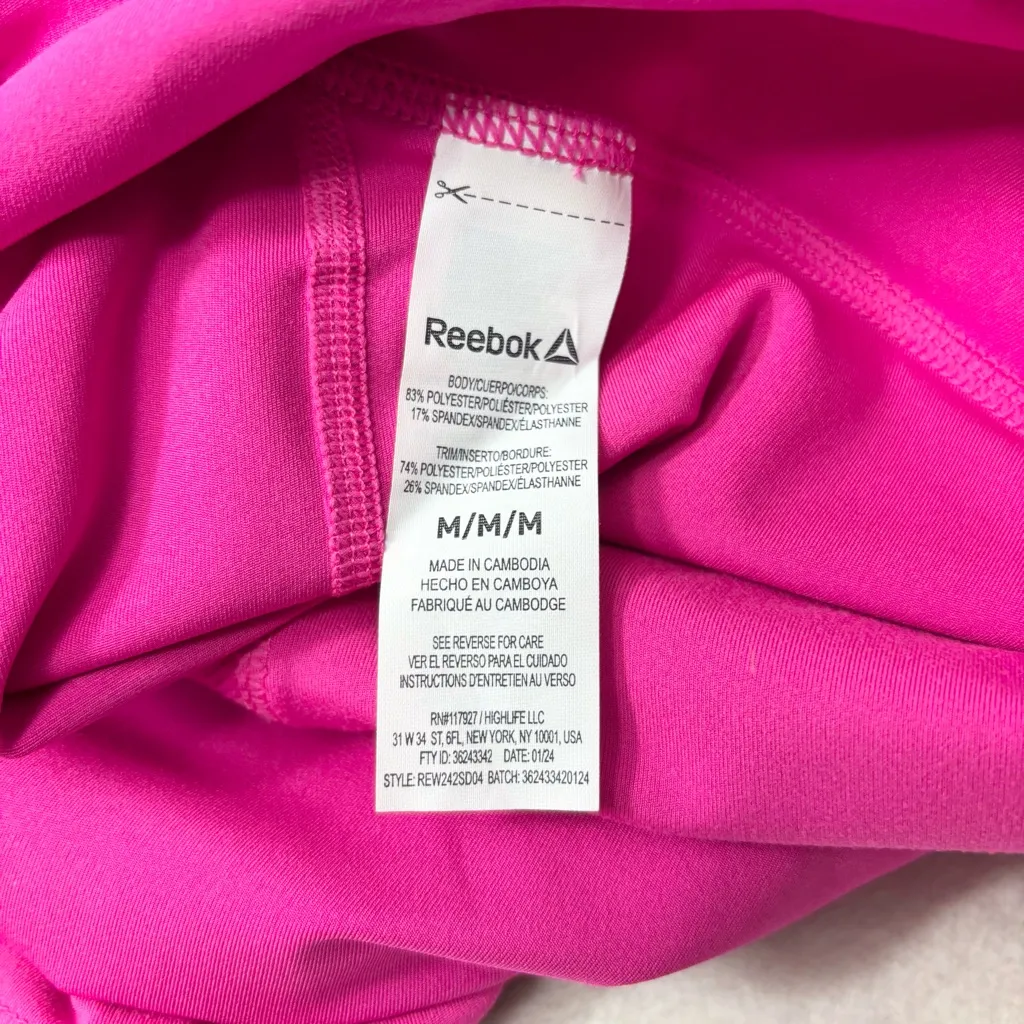 Reebok
BODY/CUERPO/CORPS:
83% POLYESTER/POLIÉSTER/POLYESTER
17% SPANDEX/SPANDEX/ÉLASTHANNE
TRIM/INSERTO/BORDURE:
74% POLYESTER/POLIÉSTER/POLYESTER
26% SPANDEX/SPANDEX/ÉLASTHANNE
M/M/M
MADE IN CAMBODIA
HECHO EN CAMBOYA
FABRIQUÉ AU CAMBODGE
SEE REVERSE FOR CARE
VER EL REVERSO PARA EL CUIDADO
INSTRUCTIONS D'ENTRETIEN AU VERSO
RN#117927 / HIGHLIFE LLC
31 W 34 ST, 6FL, NEW YORK, NY 10001, USA
FTY ID: 36243342 DATE: 01/24
STYLE: REW242SD04 BATCH: 362433420124